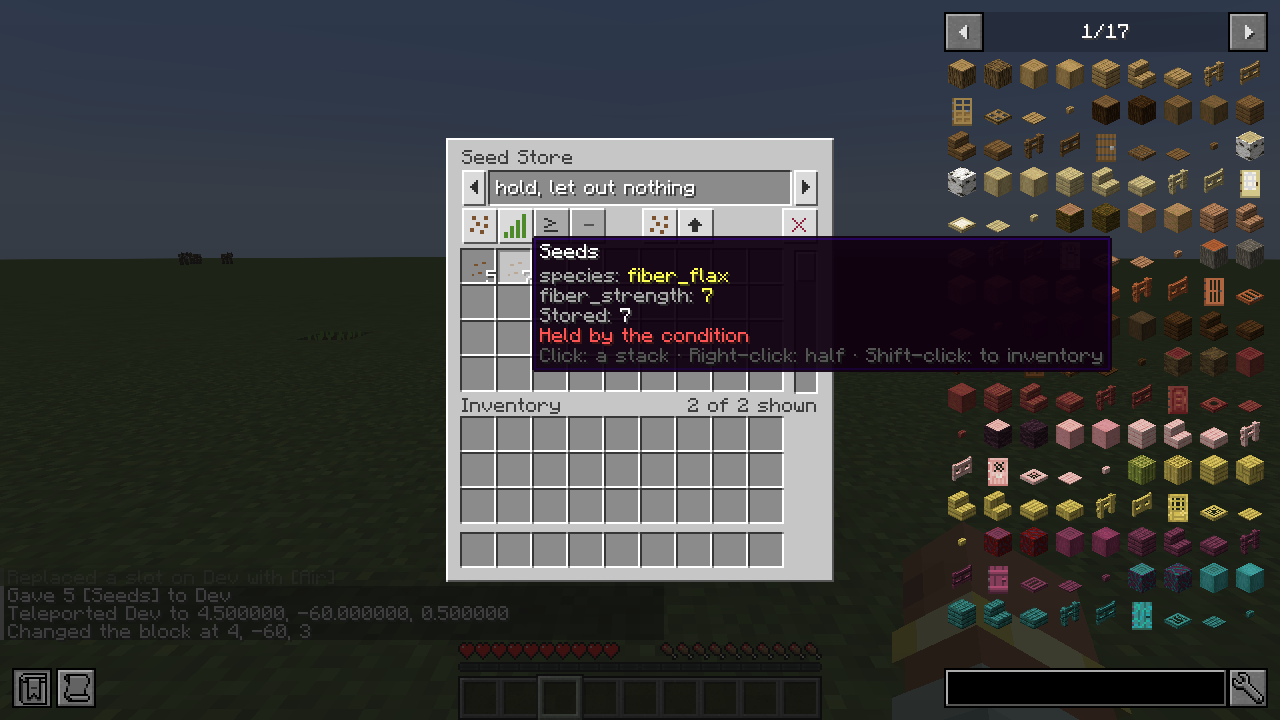 1/17
Seed Store
hold, let out nothing
5
7
Seeds
species: fiber_flax
fiber_strength: 7
Stored: 7
Held by the condition
Click: a stack · Right-click: half · Shift-click: to inventory
Inventory
2 of 2 shown
Replaced a slot on Dev with [Air]
Gave 5 [Seeds] to Dev
Teleported Dev to 4.500000, -60.000000, 0.500000
Changed the block at 4, -60, 3